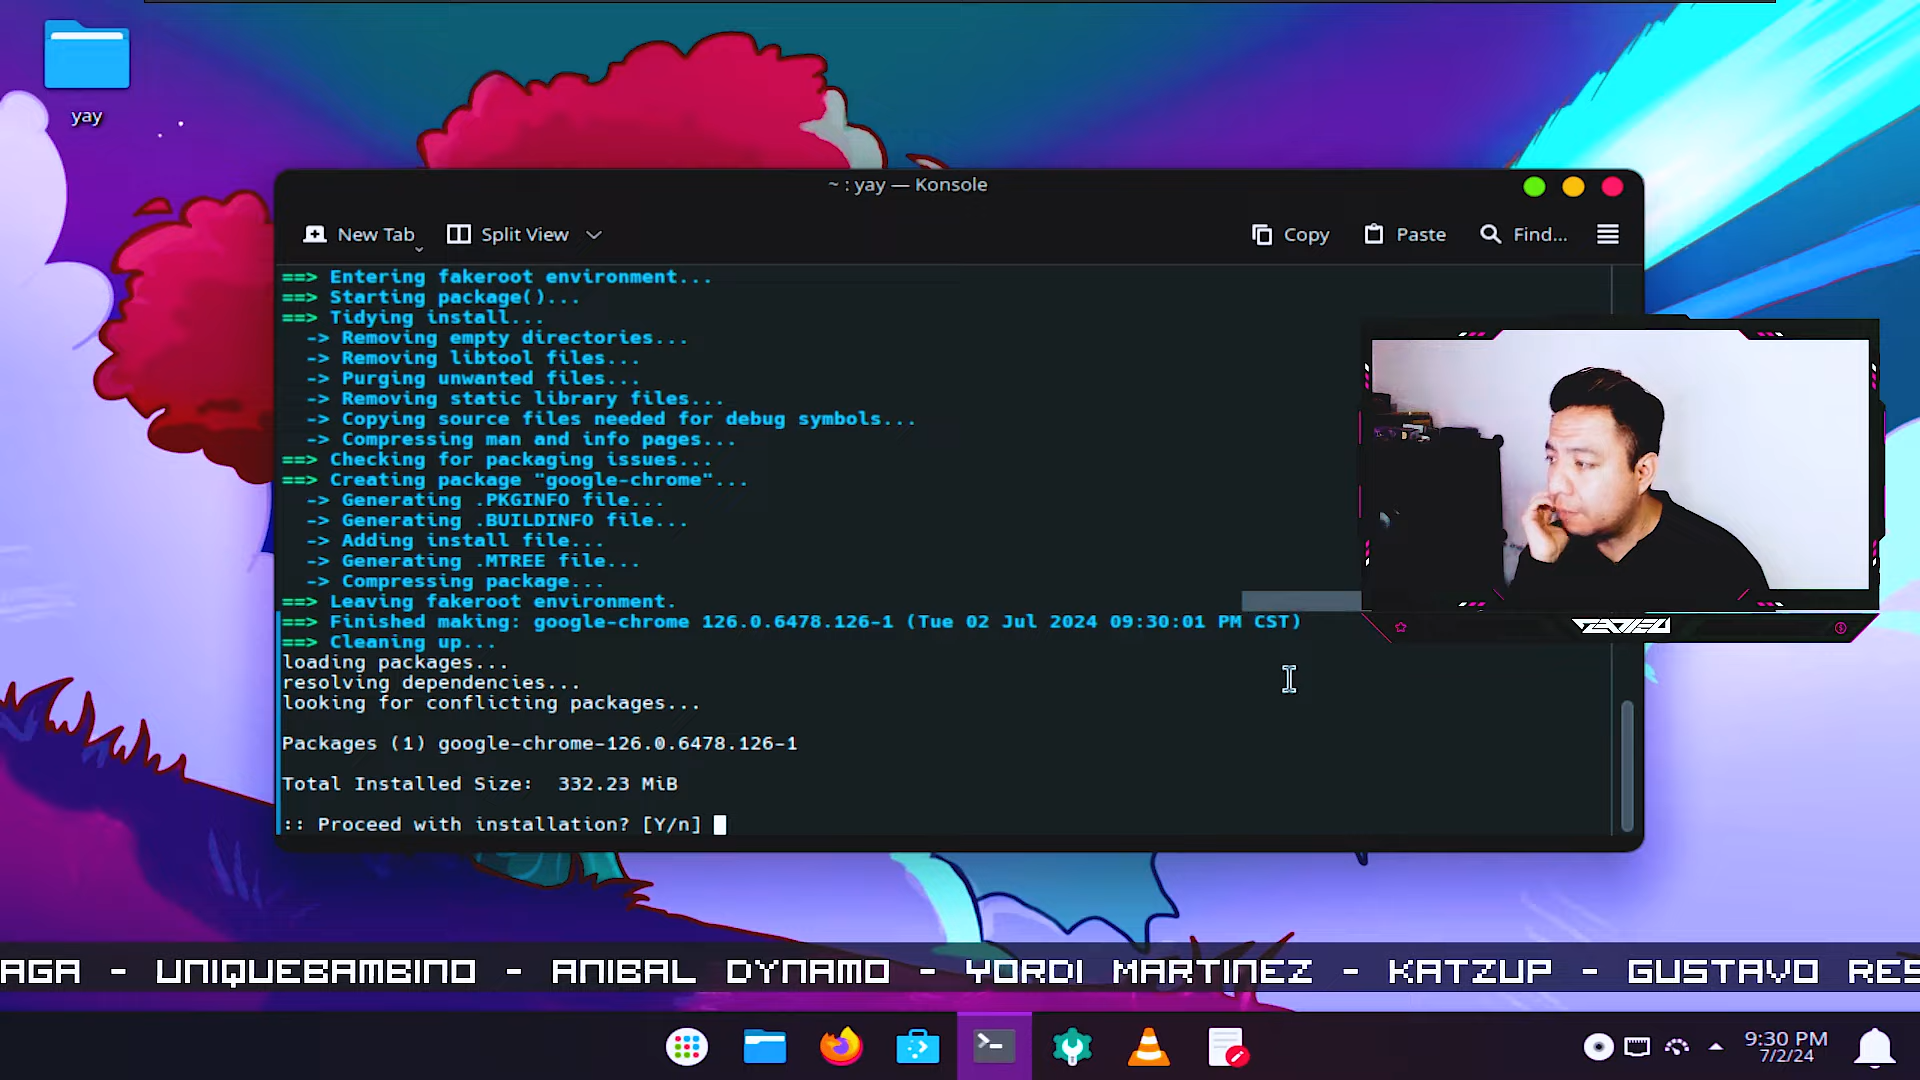 yay
~ : yay — Konsole
New Tab
Split View
Copy
Paste
Find...
==> Entering fakeroot environment...
==> Starting package()...
==> Tidying install...
-> Removing empty directories...
-> Removing libtool files...
-> Purging unwanted files...
-> Removing static library files...
-> Copying source files needed for debug symbols...
-> Compressing man and info pages...
==> Checking for packaging issues...
==> Creating package "google-chrome"...
-> Generating .PKGINFO file...
-> Generating .BUILDINFO file...
-> Adding install file...
-> Generating .MTREE file...
-> Compressing package...
==> Leaving fakeroot environment.
==> Finished making: google-chrome 126.0.6478.126-1 (Tue 02 Jul 2024 09:30:01 PM CST)
==> Cleaning up...
loading packages...
resolving dependencies...
looking for conflicting packages...
Packages (1) google-chrome-126.0.6478.126-1
Total Installed Size:  332.23 MiB
:: Proceed with installation? [Y/n]
AGA - UNIQUEBAMBINO - ANIBAL DYNAMO - YORDI MARTINEZ - KATZUP - GUSTAVO RES
9:30 PM
7/2/24